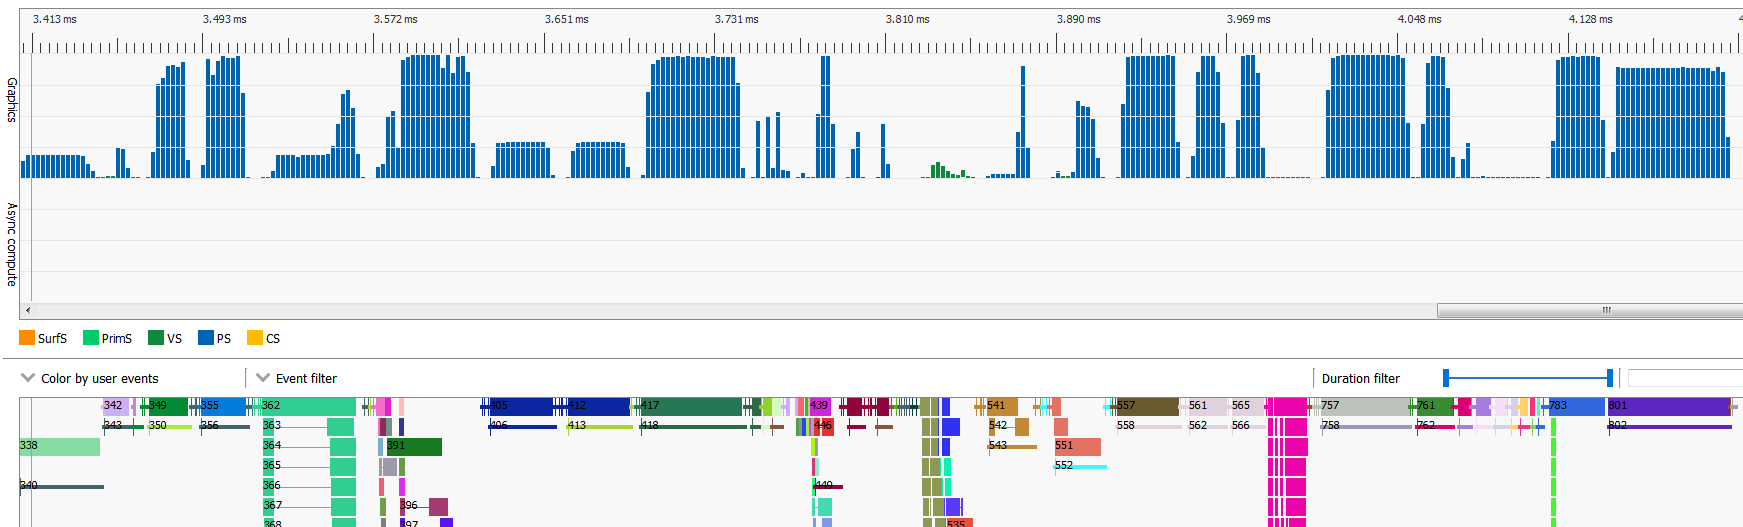 3.413 ms 3.493 ms 3.572 ms 3.651 ms 3.731 ms 3.810 ms 3.890 ms 3.969 ms 4.048 ms 4.128 ms
Graphics
Async compute
SurfS PrimS VS PS CS
Color by user events Event filter Duration filter
342 349 355 362 405 412 417 439 541 557 561 565 757 761 783 801
343 350 356 363 406 413 418 446 542 558 562 566 758 762 802
338 364 391 543 551
365 552
340 366 449
367 396
368 397 535